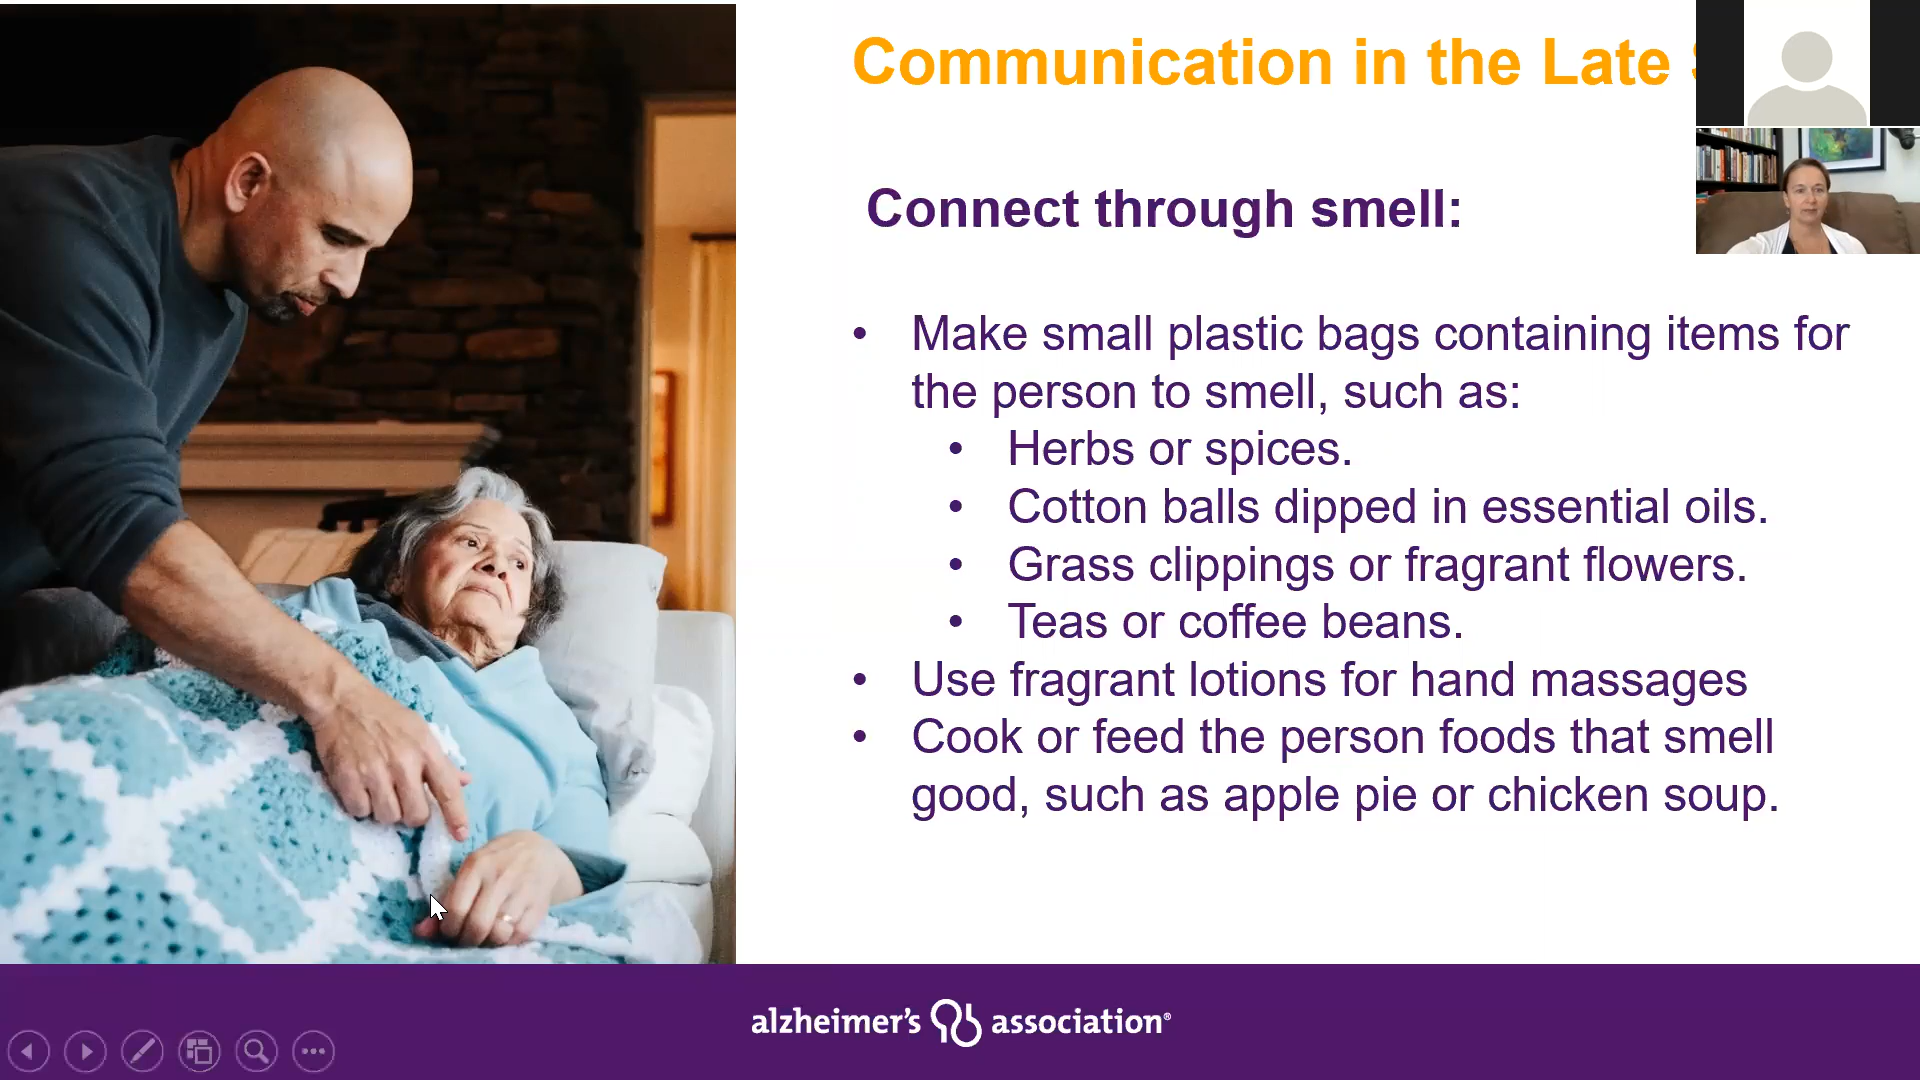 Communication in the Late
Connect through smell:
• Make small plastic bags containing items for
the person to smell, such as:
• Herbs or spices.
• Cotton balls dipped in essential oils.
• Grass clippings or fragrant flowers.
• Teas or coffee beans.
• Use fragrant lotions for hand massages
• Cook or feed the person foods that smell
good, such as apple pie or chicken soup.
alzheimer's association®